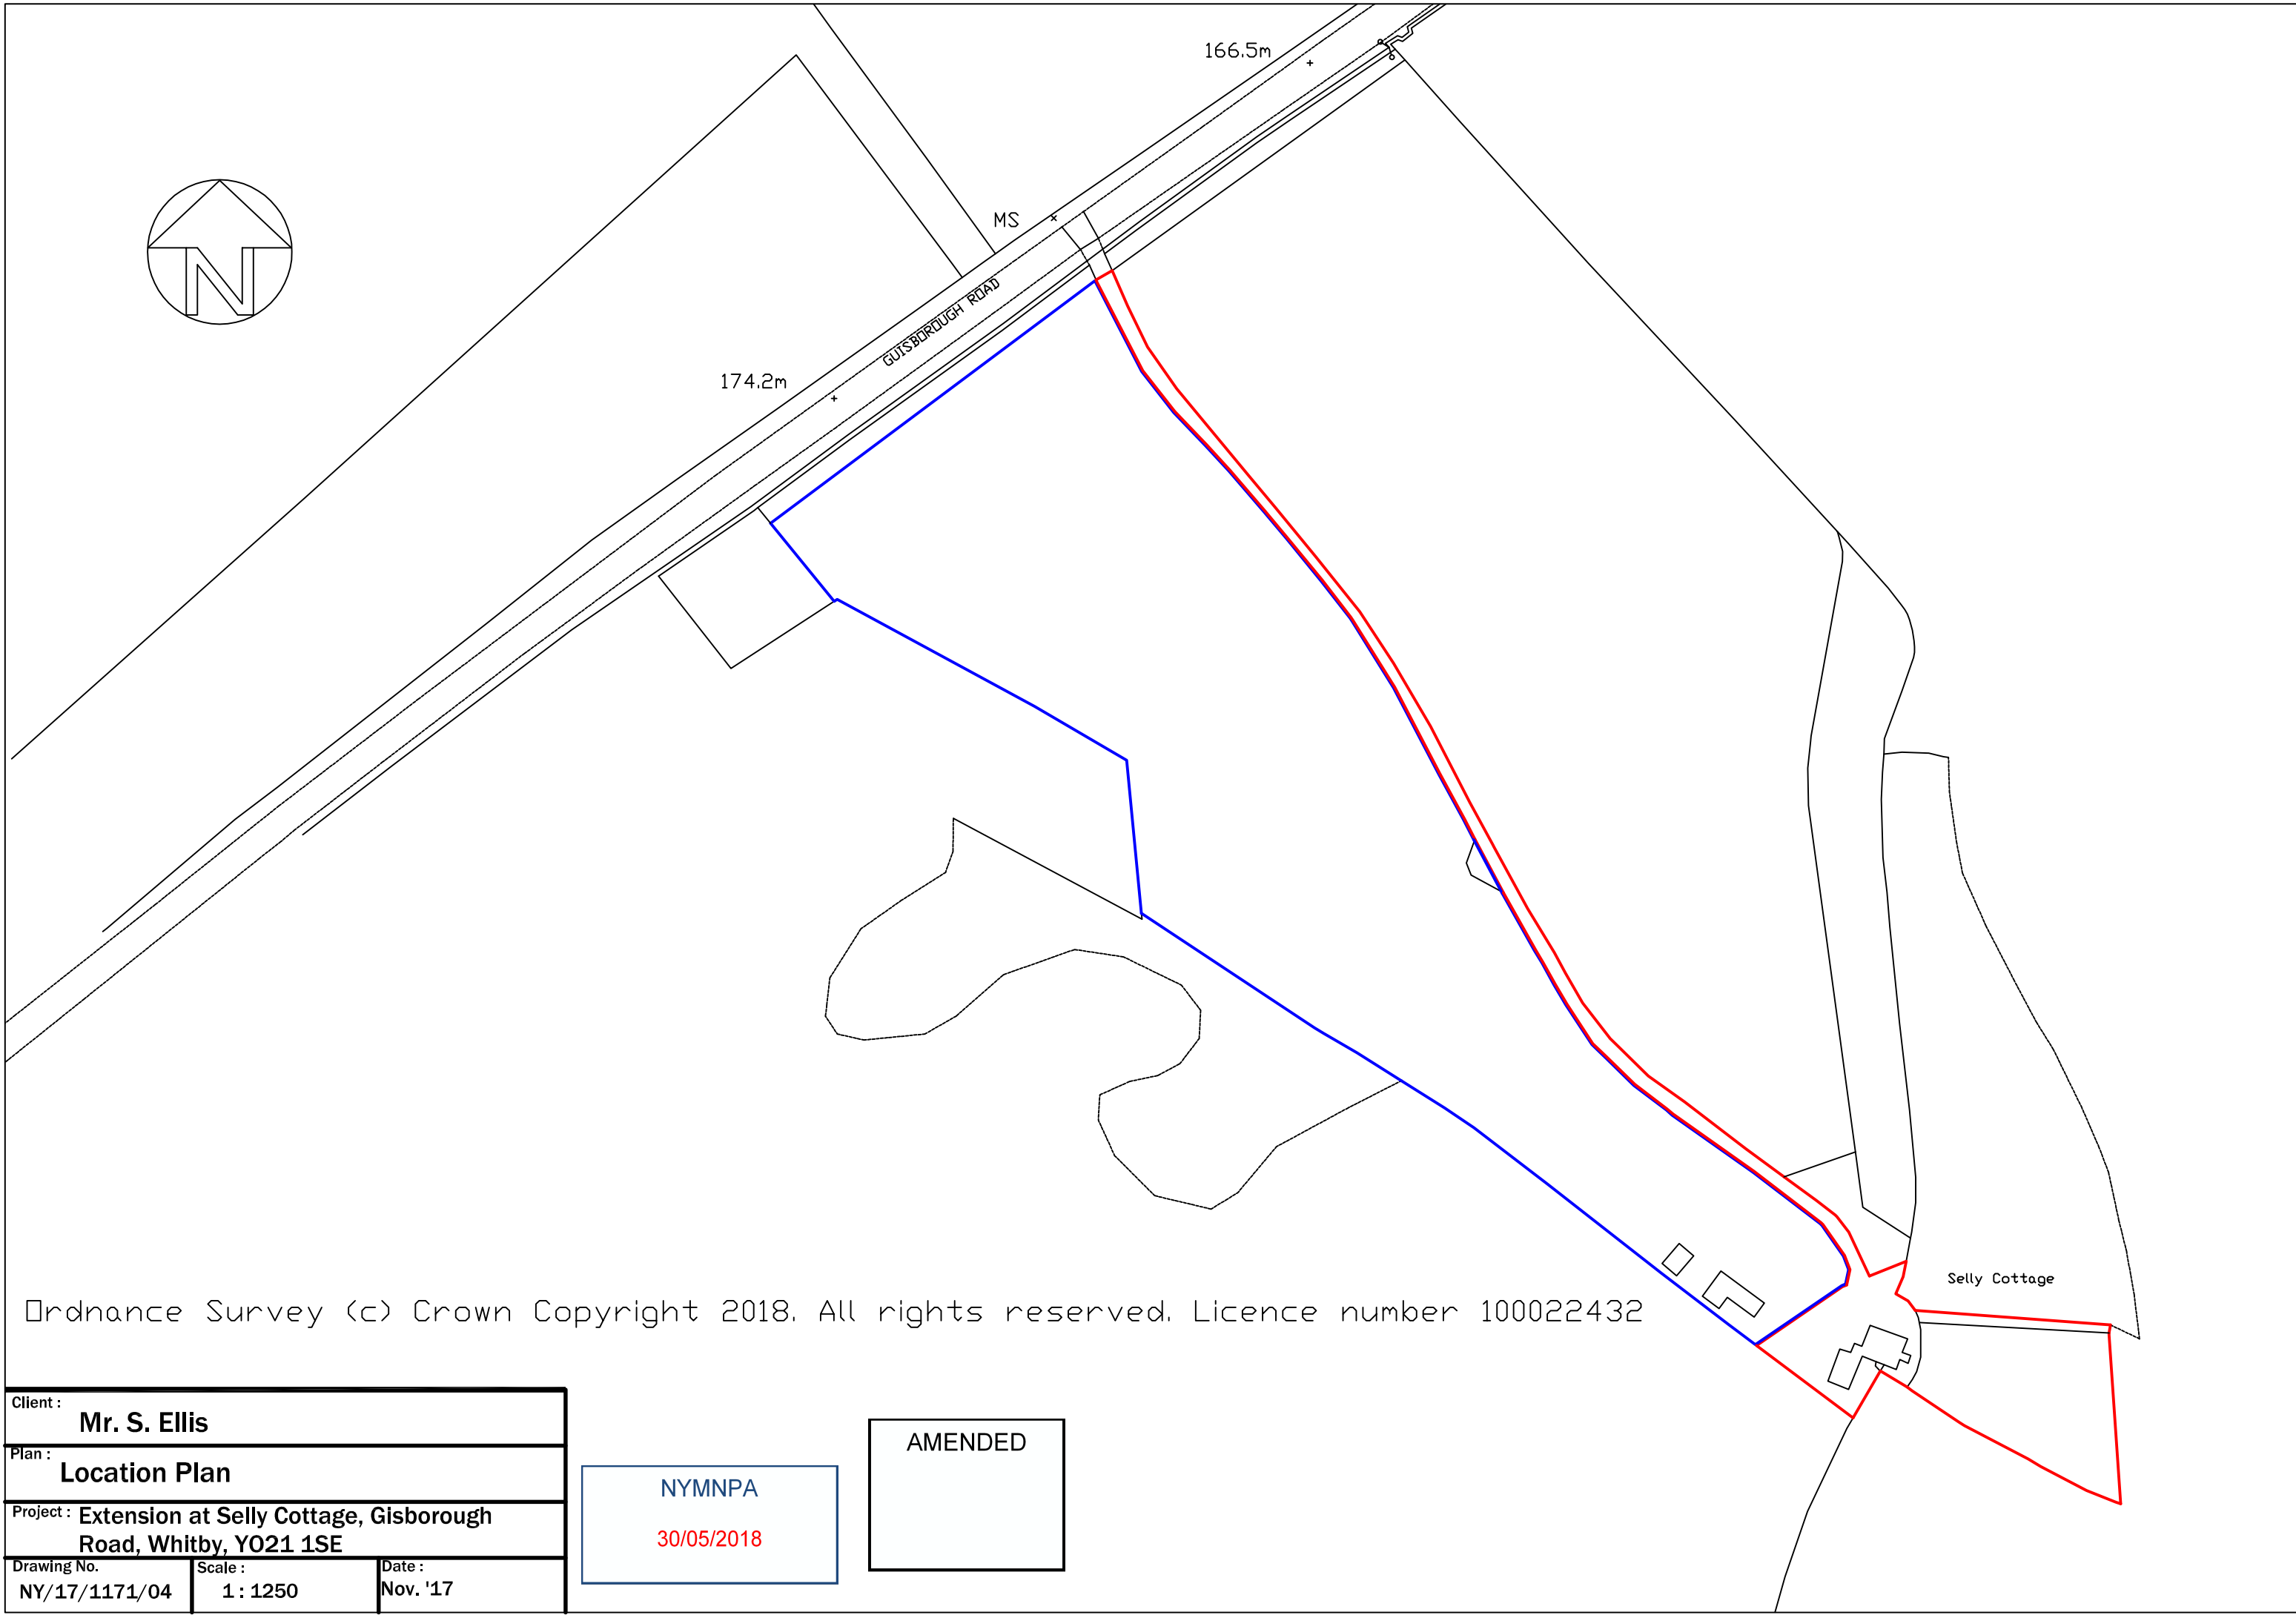 166.5m
MS
N
GUISBOROUGH ROAD
174.2m
Selly Cottage
Ordnance Survey (c) Crown Copyright 2018. All rights reserved. Licence number 100022432
Client :
Mr. S. Ellis
Plan :
Location Plan
Project : Extension at Selly Cottage, Gisborough
Road, Whitby, YO21 1SE
Drawing No.
NY/17/1171/04
Scale :
1 : 1250
Date :
Nov. '17
NYMNPA
30/05/2018
AMENDED